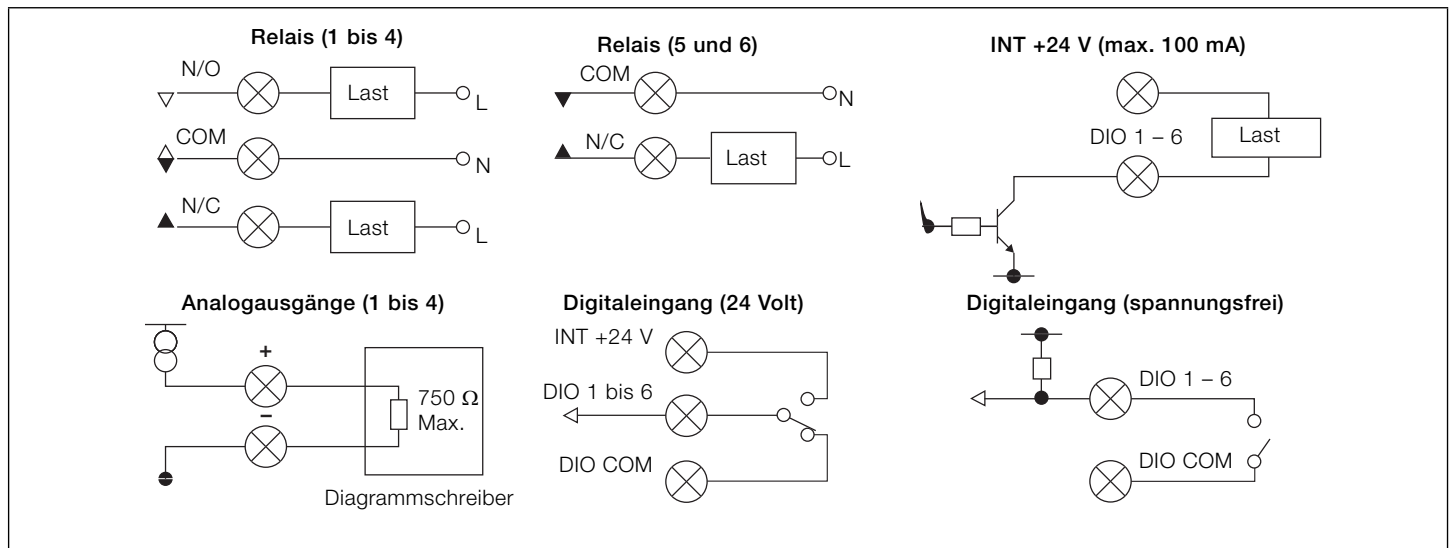 Relais (1 bis 4)
N/O
Last
L
COM
N
N/C
Last
L
Relais (5 und 6)
COM
N
N/C
Last
L
INT +24 V (max. 100 mA)
DIO 1 – 6
Last
Analogausgänge (1 bis 4)
+
–
750 Ω
Max.
Diagrammschreiber
Digitaleingang (24 Volt)
INT +24 V
DIO 1 bis 6
DIO COM
Digitaleingang (spannungsfrei)
DIO 1 – 6
DIO COM